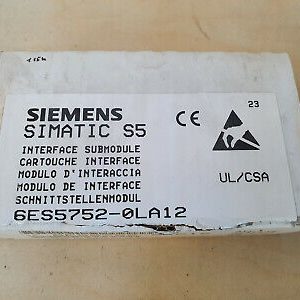 SIEMENS
SIMATIC S5
INTERFACE SUBMODULE
CARTOUCHE INTERFACE
MODULO D'INTERACCIA
MODULO DE INTERFACE
SCHNITTSTELLENMODUL
6ES5752-0LA12
CE
23
UL/CSA